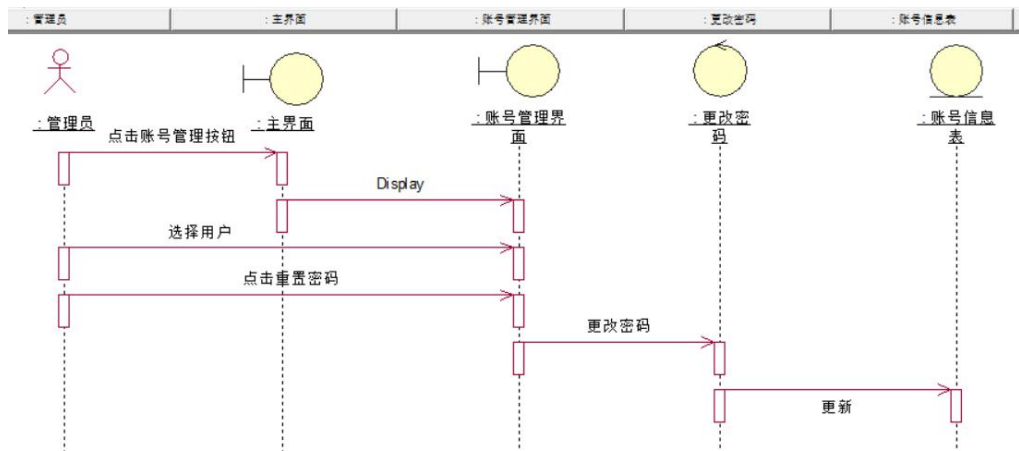 : 管理员
: 主界面
: 账号管理界面
: 更改密码
: 账号信息表
: 管理员
: 主界面
: 账号管理界
面
: 更改密
码
: 账号信息
表
点击账号管理按钮
Display
选择用户
点击重置密码
更改密码
更新